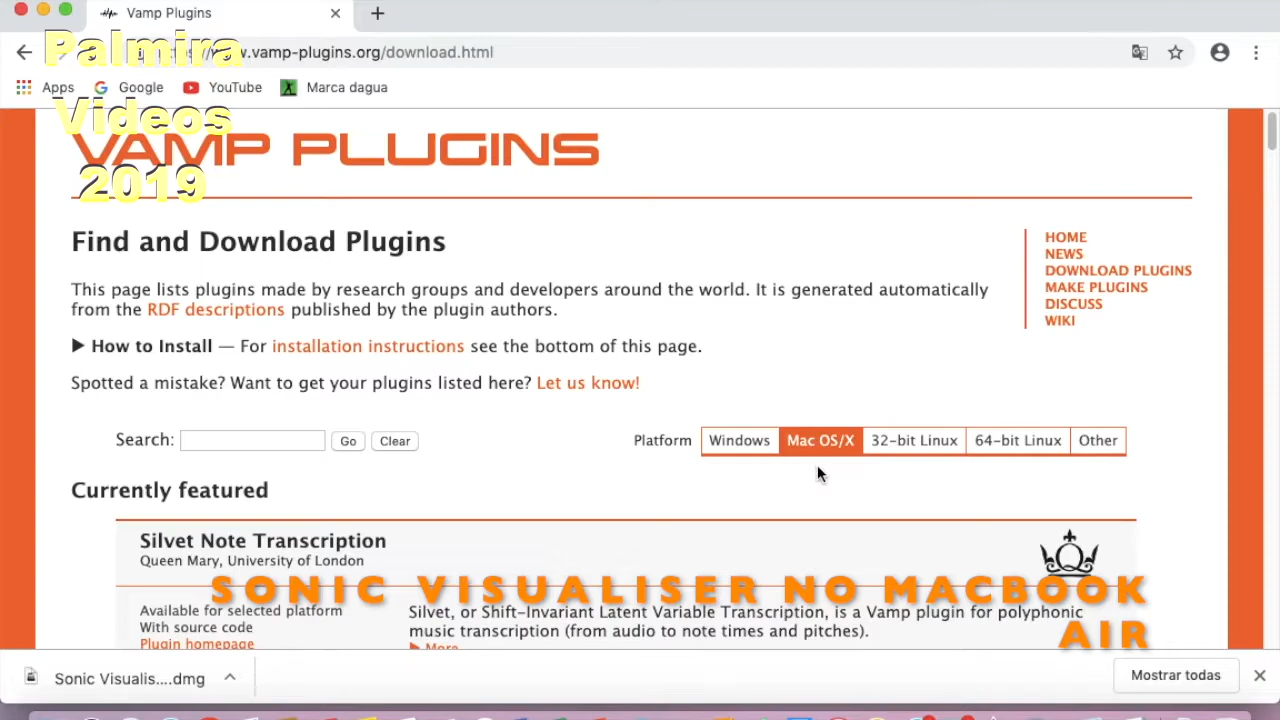 Vamp Plugins
Palmira
Videos
2019
www.vamp-plugins.org/download.html
Apps
Google
YouTube
Marca dagua
VAMP PLUGINS
Find and Download Plugins
HOME
NEWS
DOWNLOAD PLUGINS
MAKE PLUGINS
DISCUSS
WIKI
This page lists plugins made by research groups and developers around the world. It is generated automatically
from the RDF descriptions published by the plugin authors.
▶ How to Install — For installation instructions see the bottom of this page.
Spotted a mistake? Want to get your plugins listed here? Let us know!
Search: Go Clear
Platform Windows Mac OS/X 32-bit Linux 64-bit Linux Other
Currently featured
Silvet Note Transcription
Queen Mary, University of London
SONIC VISUALISER NO MACBOOK
AIR
Available for selected platform
With source code
Plugin homepage
Silvet, or Shift-Invariant Latent Variable Transcription, is a Vamp plugin for polyphonic
music transcription (from audio to note times and pitches).
▶ More
Sonic Visualis....dmg
Mostrar todas